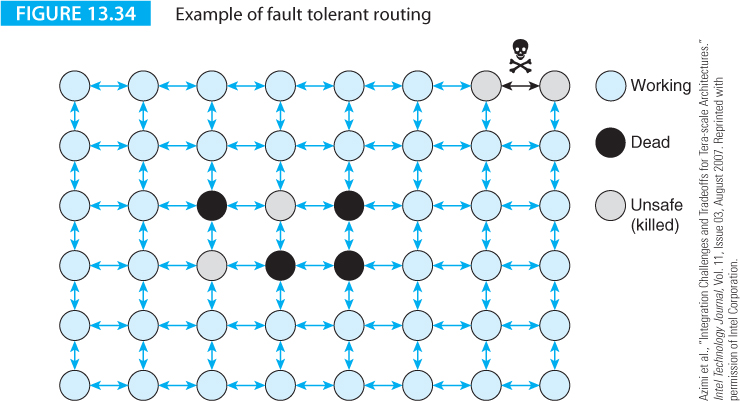 FIGURE 13.34 Example of fault tolerant routing
Working
Dead
Unsafe
(killed)
Azimi et al., "Integration Challenges and Tradeoffs for Tera-scale Architectures."
Intel Technology Journal, Vol. 11, Issue 03, August 2007. Reprinted with
permission of Intel Corporation.